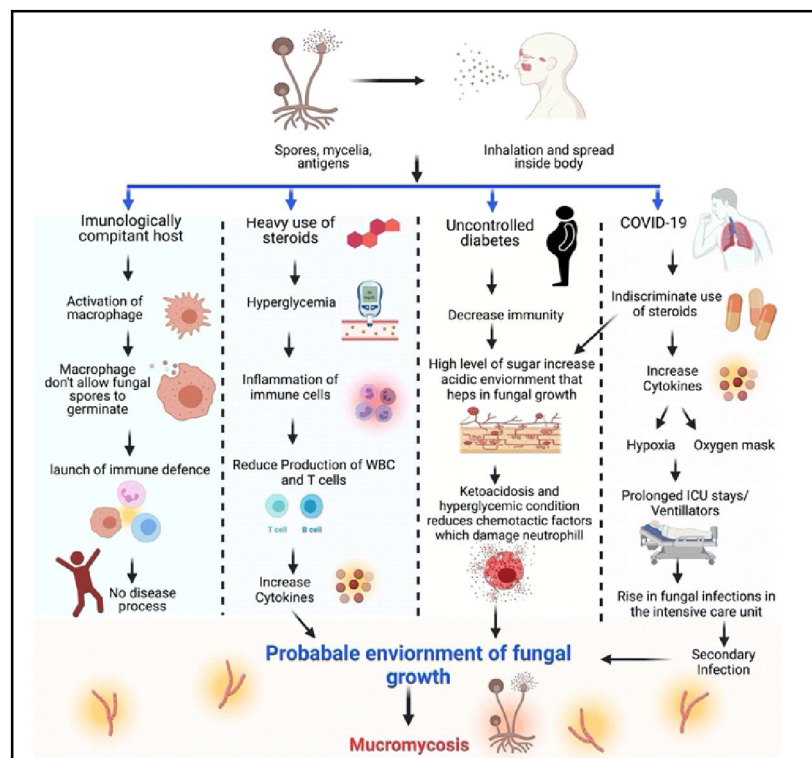 Spores, mycelia,
antigens
Inhalation and spread
inside body
Imunologically
compitant host
Activation of
macrophage
Macrophage
don't allow fungal
spores to
germinate
launch of immune defence
No disease
process
Heavy use of
steroids
Hyperglycemia
Inflammation of
immune cells
Reduce Production of WBC
and T cells
T cell
B cell
Increase
Cytokines
Uncontrolled
diabetes
Decrease immunity
High level of sugar increase
acidic enviornment that
heps in fungal growth
Ketoacidosis and
hyperglycemic condition
reduces chemotactic factors
which damage neutrophill
COVID-19
Indiscriminate use
of steroids
Increase
Cytokines
Hypoxia
Oxygen mask
Prolonged ICU stays/
Ventillators
Rise in fungal infections in
the intensive care unit
Secondary
Infection
Probabale enviornment of fungal
growth
Mucromycosis